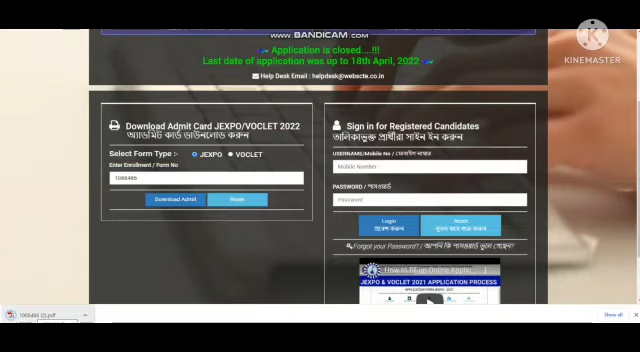 WWW.BANDICAM.COM
KINEMASTER
Application is closed....!!!
Last date of application was up to 18th April, 2022
Help Desk Email : helpdesk@webscte.co.in
Download Admit Card JEXPO/VOCLET 2022
অ্যাডমিট কার্ড ডাউনলোড করুন
Select Form Type :- JEXPO VOCLET
Enter Enrollment / Form No
1068486
Download Admit Reset
Sign in for Registered Candidates
তালিকাভুক্ত প্রার্থীরা সাইন ইন করুন
USERNAME/Mobile No / মোবাইল নাম্বার
Mobile Number
PASSWORD / পাসওয়ার্ড
Password
Login Reset
প্রবেশ করুন পুনরায় শুরু করুন
Forgot your Password? / আপনি কি পাসওয়ার্ড ভুলে গেছেন?
How to fill-up Online Applic...
JEXPO & VOCLET 2021 APPLICATION PROCESS
1068486 (2).pdf
Show all